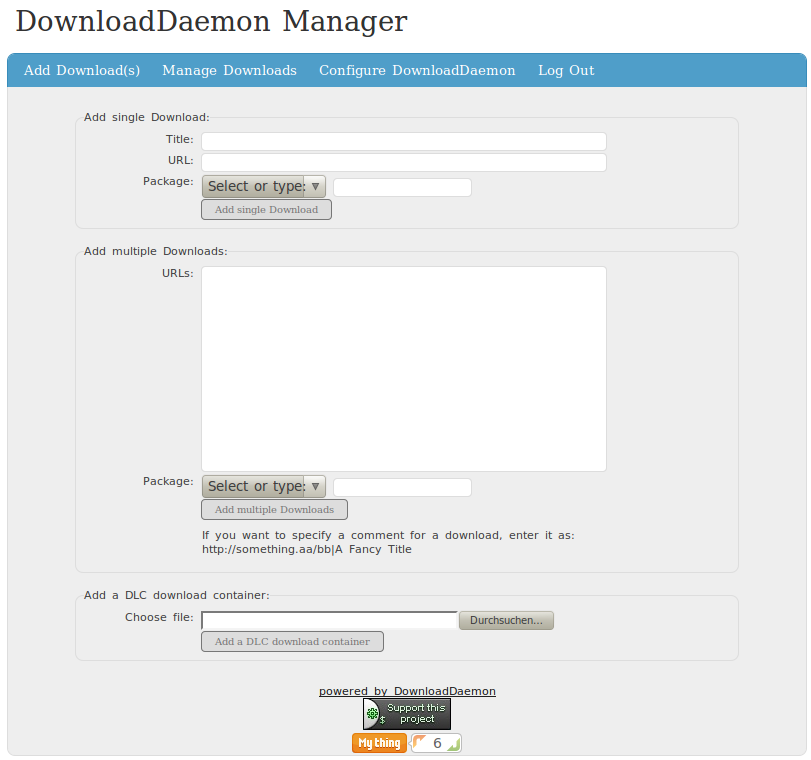 DownloadDaemon Manager
Add Download(s) Manage Downloads Configure DownloadDaemon Log Out
Add single Download:
Title:
URL:
Package: Select or type:
Add single Download
Add multiple Downloads:
URLs:
Package: Select or type:
Add multiple Downloads
If you want to specify a comment for a download, enter it as:
http://something.aa/bb|A Fancy Title
Add a DLC download container:
Choose file: Durchsuchen...
Add a DLC download container
powered by DownloadDaemon
Support this
$ project
My thing 6